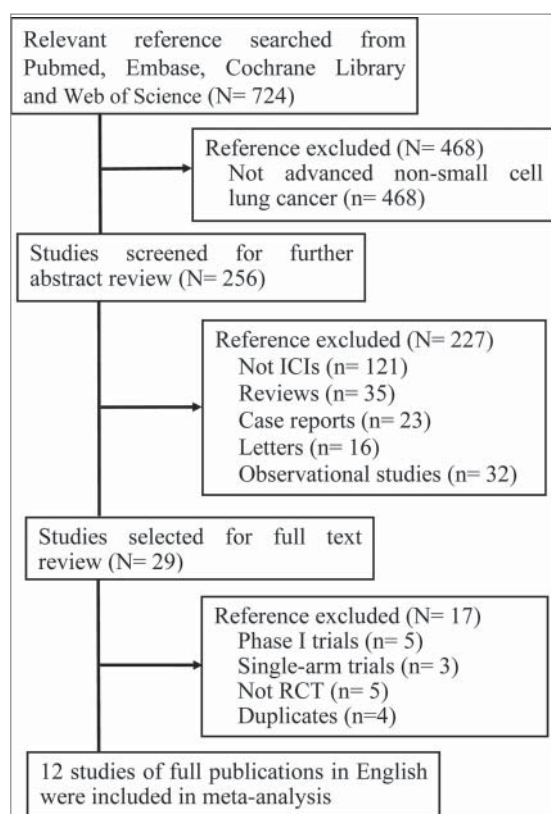 Relevant reference searched from
Pubmed, Embase, Cochrane Library
and Web of Science (N= 724)
Reference excluded (N= 468)
Not advanced non-small cell
lung cancer (n= 468)
Studies screened for further
abstract review (N= 256)
Reference excluded (N= 227)
Not ICIs (n= 121)
Reviews (n= 35)
Case reports (n= 23)
Letters (n= 16)
Observational studies (n= 32)
Studies selected for full text
review (N= 29)
Reference excluded (N= 17)
Phase I trials (n= 5)
Single-arm trials (n= 3)
Not RCT (n= 5)
Duplicates (n=4)
12 studies of full publications in English
were included in meta-analysis